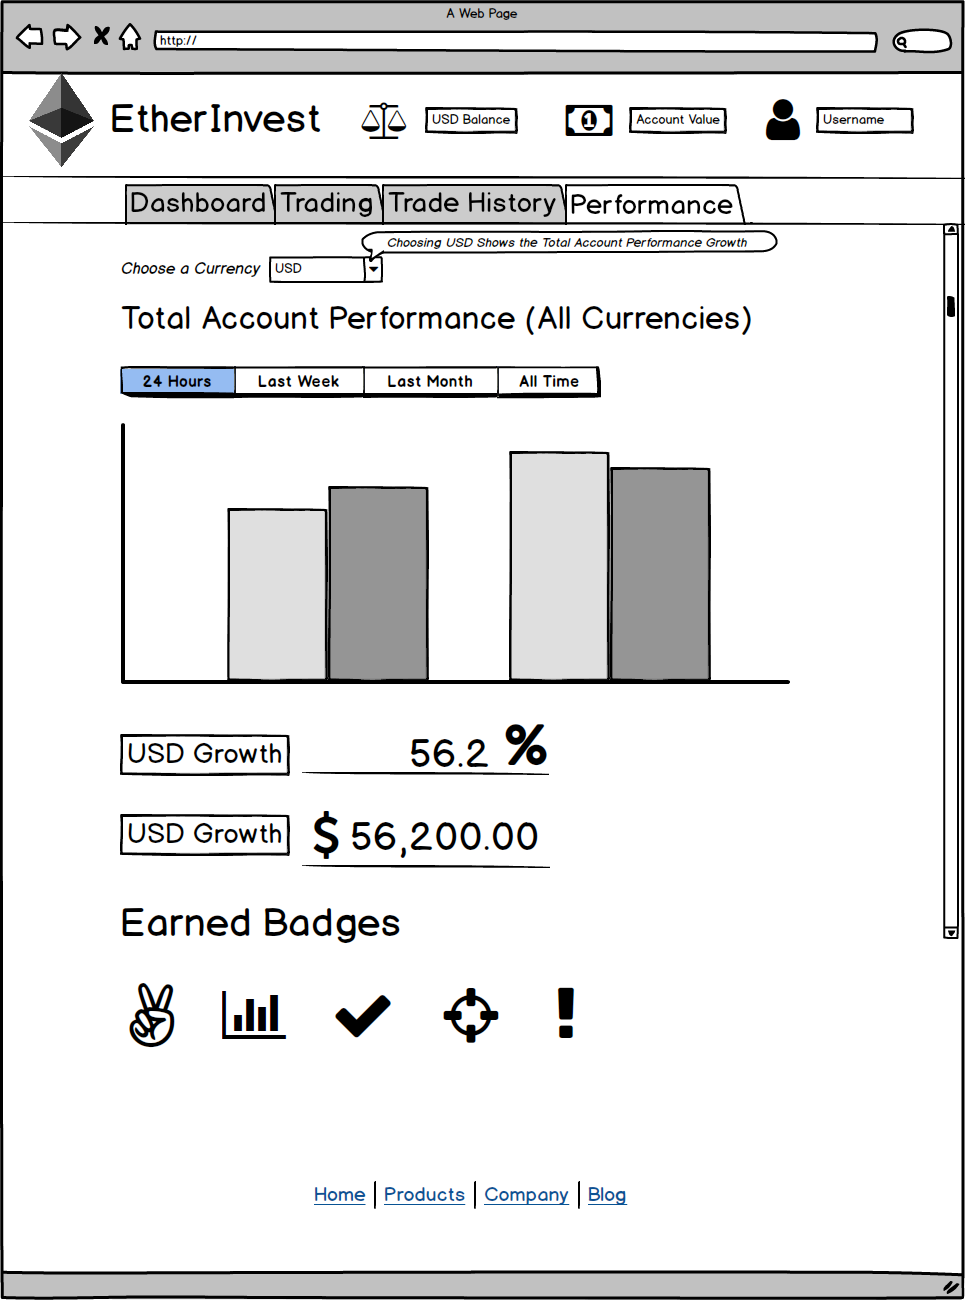 A Web Page
http://
EtherInvest
USD Balance
1
Account Value
Username
Dashboard
Trading
Trade History
Performance
Choosing USD Shows the Total Account Performance Growth
Choose a Currency
USD
Total Account Performance (All Currencies)
24 Hours
Last Week
Last Month
All Time
USD Growth
56.2 %
USD Growth
$ 56,200.00
Earned Badges
!
Home | Products | Company | Blog